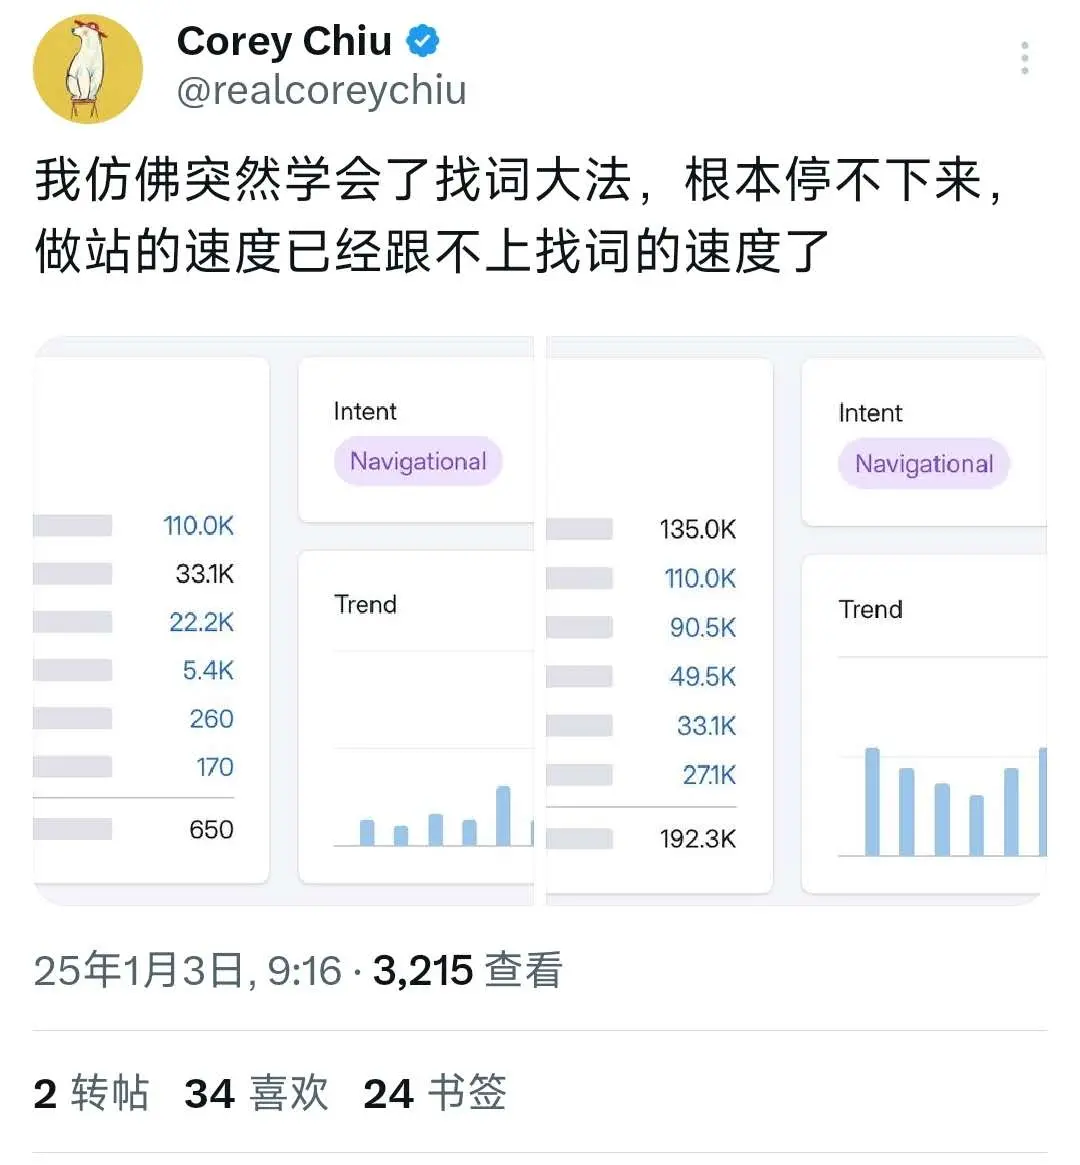 Corey Chiu
@realcoreychiu
我仿佛突然学会了找词大法，根本停不下来，
做站的速度已经跟不上找词的速度了
Intent
Navigational
110.0K
33.1K
22.2K
5.4K
260
170
650
Trend
Intent
Navigational
135.0K
110.0K
90.5K
49.5K
33.1K
27.1K
192.3K
Trend
25年1月3日, 9:16 · 3,215 查看
2 转帖 34 喜欢 24 书签